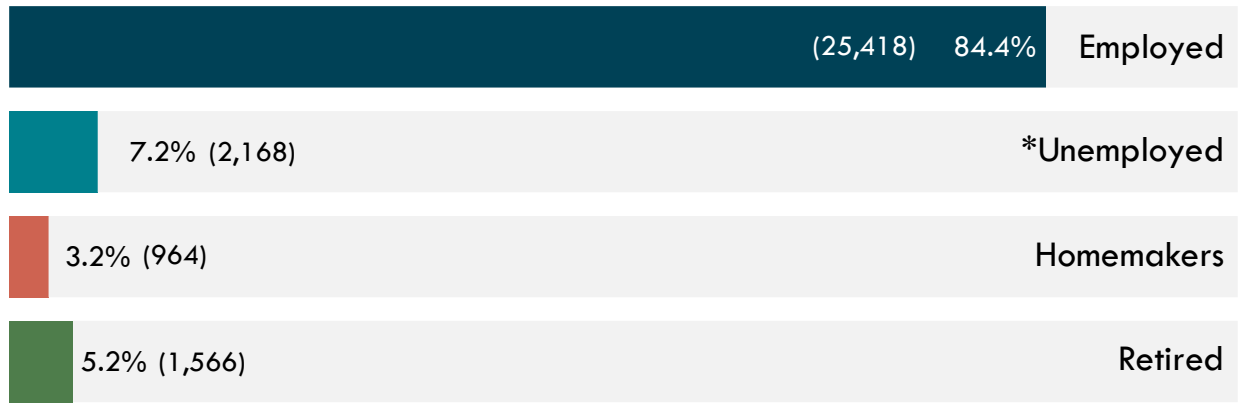 (25,418) 84.4% Employed
7.2% (2,168) *Unemployed
3.2% (964) Homemakers
5.2% (1,566) Retired